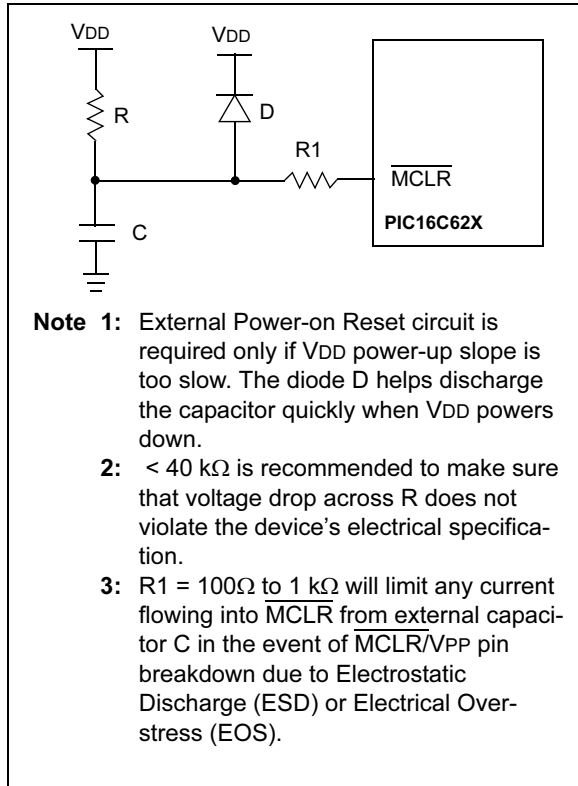 VDD VDD
R
D
R1
MCLR
PIC16C62X
C
Note 1: External Power-on Reset circuit is
required only if VDD power-up slope is
too slow. The diode D helps discharge
the capacitor quickly when VDD powers
down.
2: < 40 kΩ is recommended to make sure
that voltage drop across R does not
violate the device's electrical specifica-
tion.
3: R1 = 100Ω to 1 kΩ will limit any current
flowing into MCLR from external capaci-
tor C in the event of MCLR/VPP pin
breakdown due to Electrostatic
Discharge (ESD) or Electrical Over-
stress (EOS).